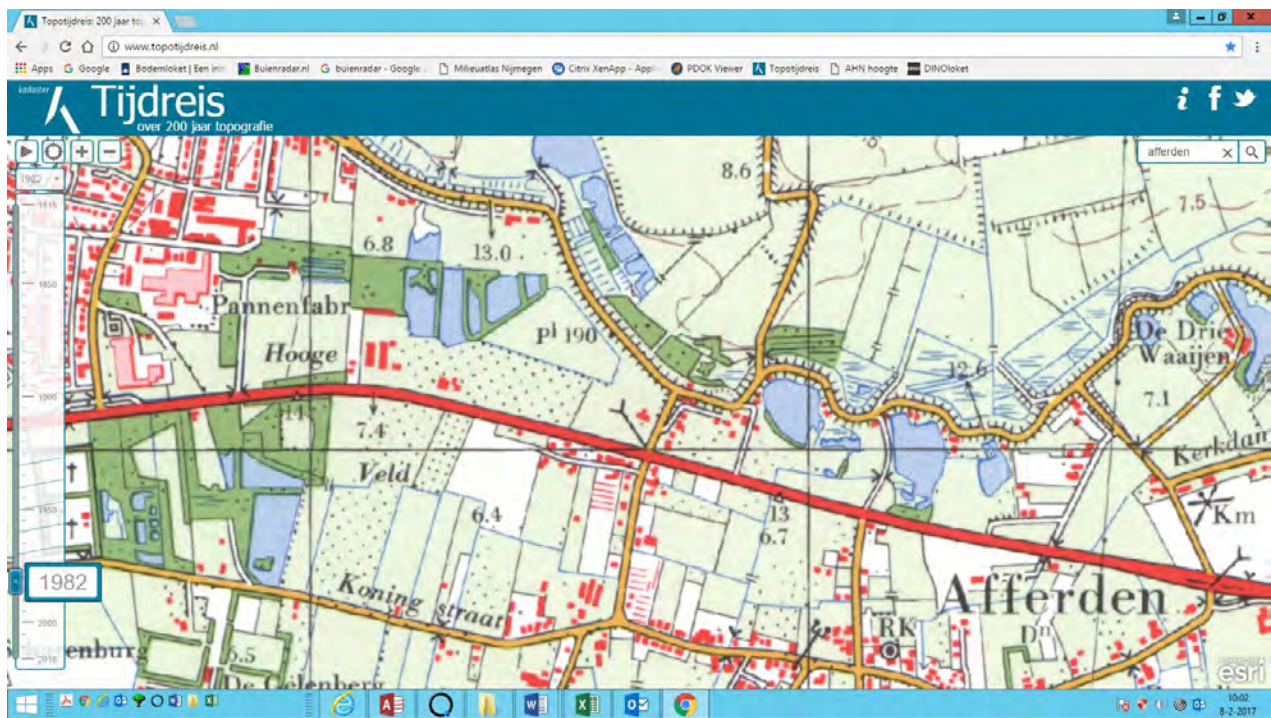 Topotijdreis: 200 jaar to
www.topotijdreis.nl
Apps Google Bodemloket | Een in Buienradar.nl buienradar - Google Milieuatlas Nijmegen Citrix XenApp - Appl PDOK Viewer Topotijdreis AHN hoogte DINOloket
kadaster
Tijdreis
over 200 jaar topografie
afferden
1982
1815
8.6
7.5
6.8
13.0
1850
Pannenfabr
Hooge
Pl 190
De Drie
Waaijen
12.6
7.1
1900
14
7.4
Veld
Kerkdam
1950
6.4
13
6.7
Km
1982
Koning straat
Afferden
2000
RK
Dn
2016
enburg
6.5
De Gelenberg
esri
10:02
8-2-2017